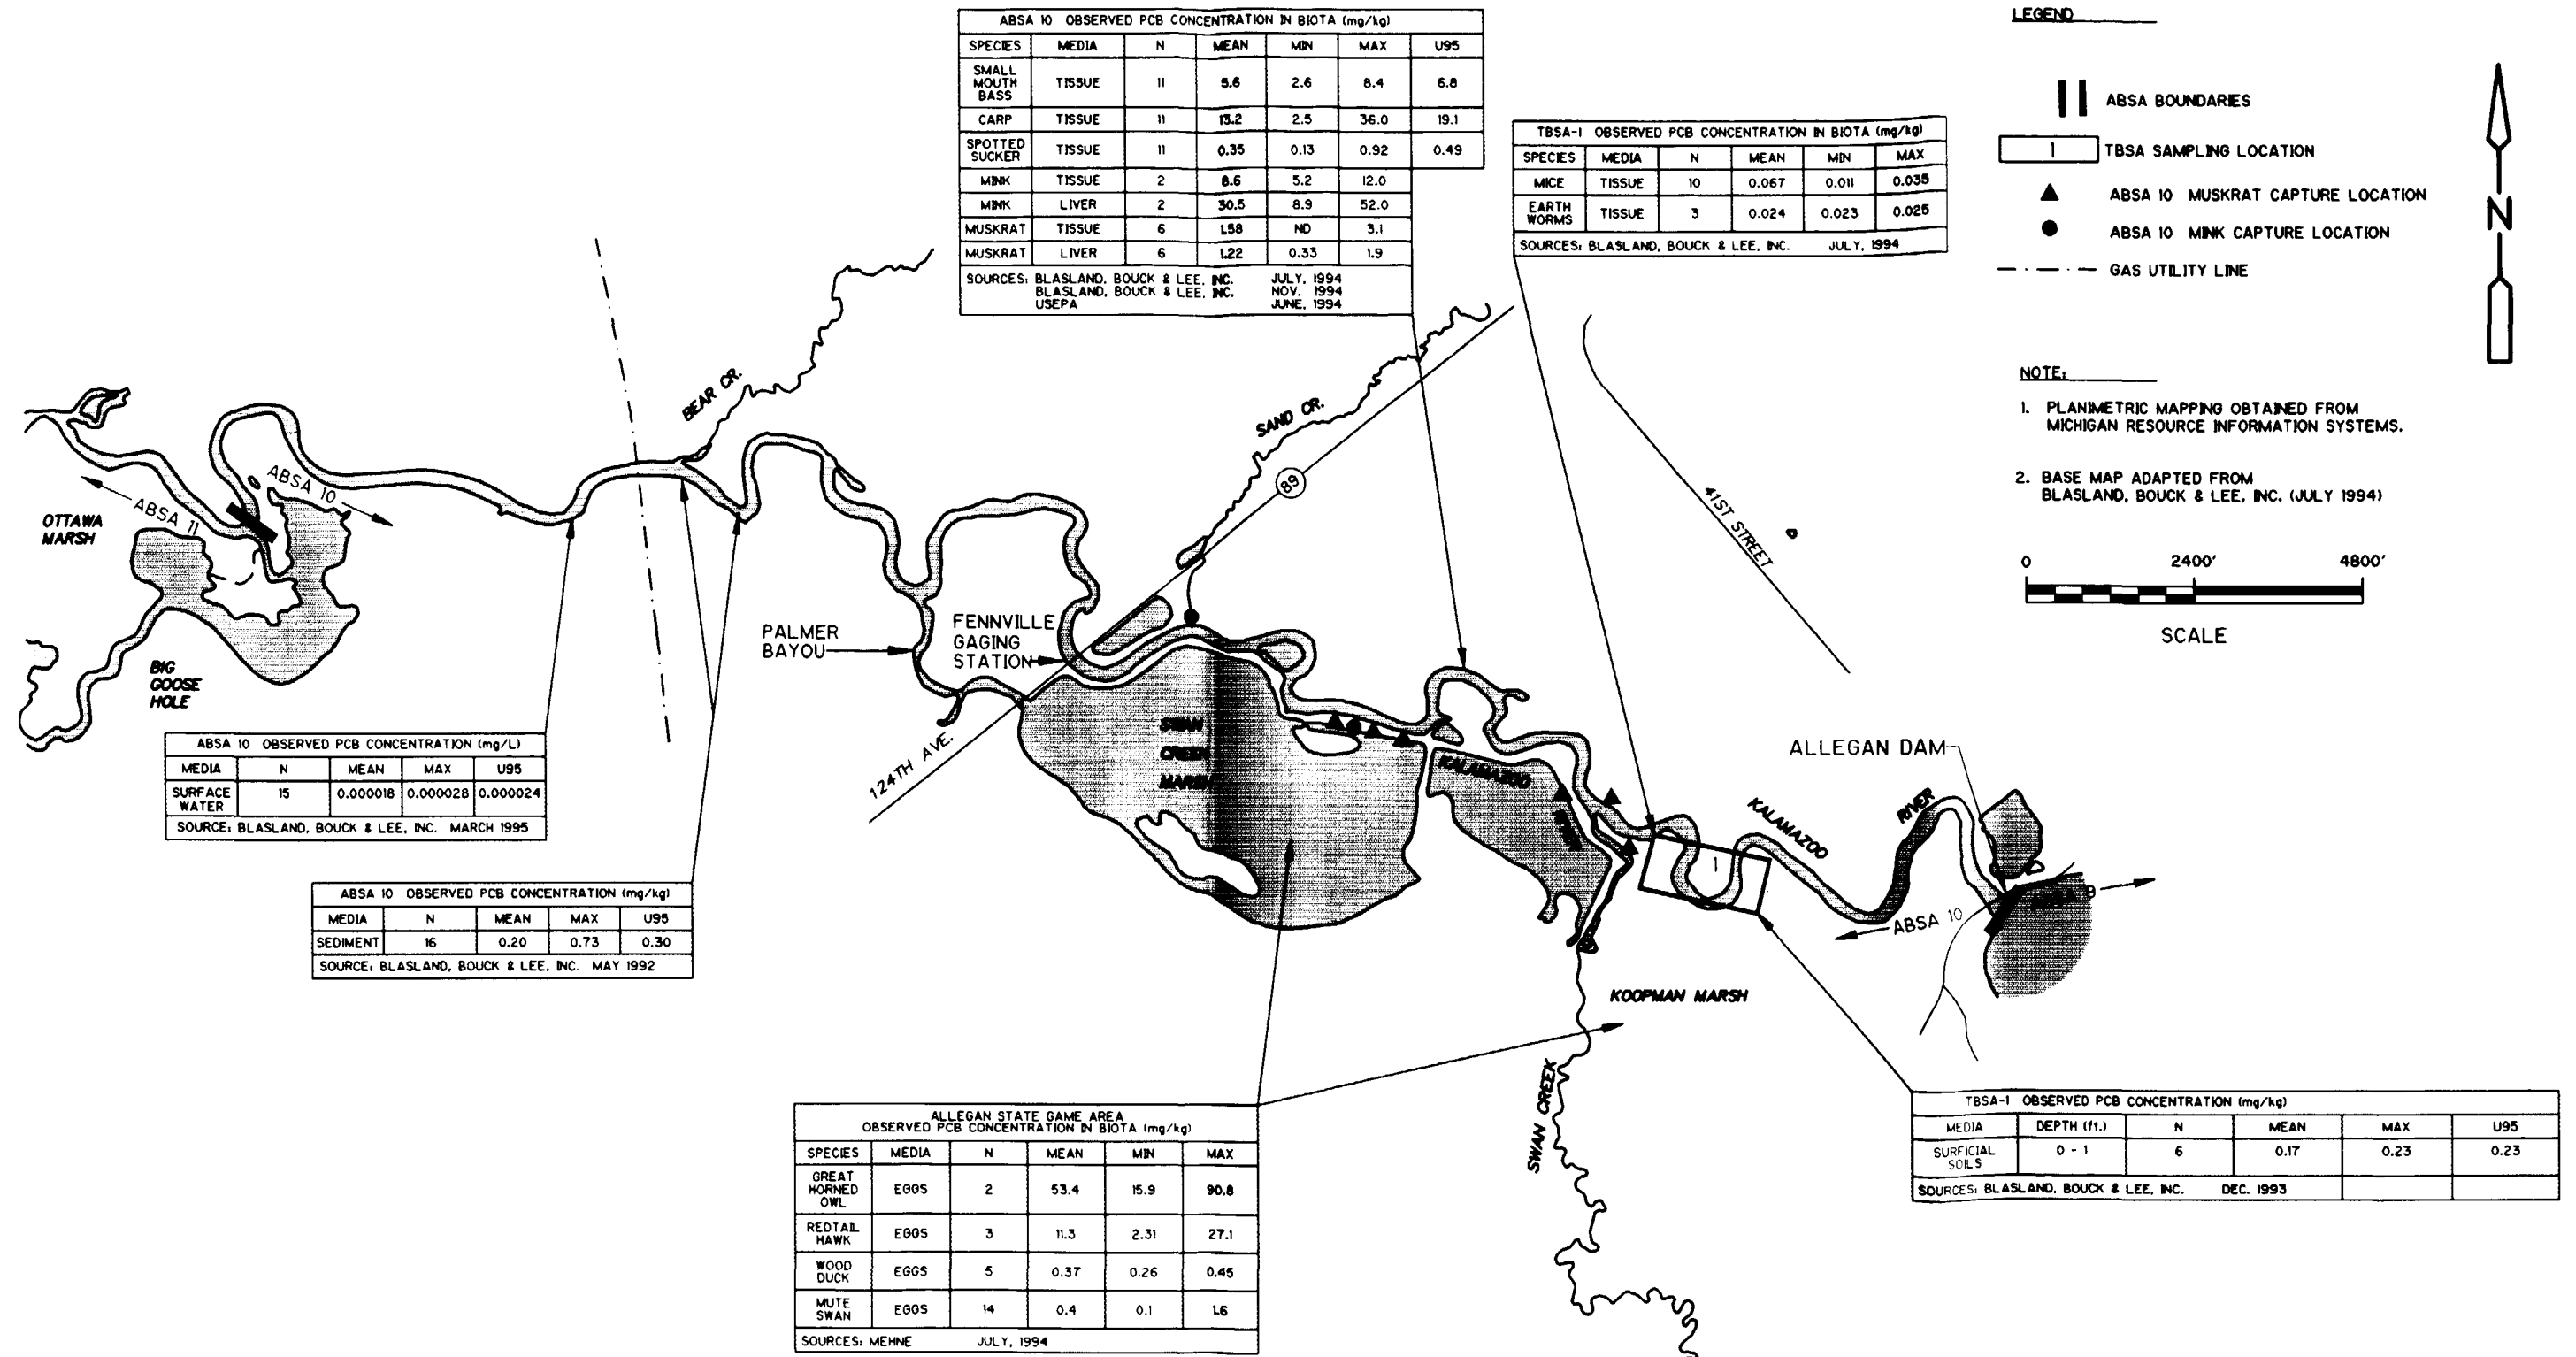 ABSA 10 OBSERVED PCB CONCENTRATION IN BIOTA (mg/kg)
SPECIES MEDIA N MEAN MIN MAX U95
SMALL MOUTH BASS TISSUE 11 5.6 2.6 8.4 6.8
CARP TISSUE 11 13.2 2.5 36.0 19.1
SPOTTED SUCKER TISSUE 11 0.35 0.13 0.92 0.49
MINK TISSUE 2 8.6 5.2 12.0
MINK LIVER 2 30.5 8.9 52.0
MUSKRAT TISSUE 6 1.58 ND 3.1
MUSKRAT LIVER 6 1.22 0.33 1.9
SOURCES: BLASLAND, BOUCK & LEE, INC. JULY, 1994
BLASLAND, BOUCK & LEE, INC. NOV. 1994
USEPA JUNE, 1994
TBSA-1 OBSERVED PCB CONCENTRATION IN BIOTA (mg/kg)
SPECIES MEDIA N MEAN MIN MAX
MICE TISSUE 10 0.067 0.011 0.035
EARTH WORMS TISSUE 3 0.024 0.023 0.025
SOURCES: BLASLAND, BOUCK & LEE, INC. JULY, 1994
LEGEND
ABSA BOUNDARIES
1 TBSA SAMPLING LOCATION
ABSA 10 MUSKRAT CAPTURE LOCATION
ABSA 10 MINK CAPTURE LOCATION
GAS UTILITY LINE
N
NOTE:
1. PLANIMETRIC MAPPING OBTAINED FROM
MICHIGAN RESOURCE INFORMATION SYSTEMS.
2. BASE MAP ADAPTED FROM
BLASLAND, BOUCK & LEE, INC. (JULY 1994)
0 2400' 4800'
SCALE
BEAR CR.
SAND CR.
89
41ST STREET
ABSA 10
ABSA 11
OTTAWA
MARSH
BIG
GOOSE
HOLE
PALMER
BAYOU
FENNVILLE
GAGING
STATION
124TH AVE.
SWAN
CREEK
MARSH
KALAMAZOO
RIVER
1
KALAMAZOO
RIVER
ALLEGAN DAM
ABSA 10
ABSA 9
KOOPMAN MARSH
SWAN CREEK
ABSA 10 OBSERVED PCB CONCENTRATION (mg/L)
MEDIA N MEAN MAX U95
SURFACE WATER 15 0.000018 0.000028 0.000024
SOURCE: BLASLAND, BOUCK & LEE, INC. MARCH 1995
ABSA 10 OBSERVED PCB CONCENTRATION (mg/kg)
MEDIA N MEAN MAX U95
SEDIMENT 16 0.20 0.73 0.30
SOURCE: BLASLAND, BOUCK & LEE, INC. MAY 1992
ALLEGAN STATE GAME AREA
OBSERVED PCB CONCENTRATION IN BIOTA (mg/kg)
SPECIES MEDIA N MEAN MIN MAX
GREAT HORNED OWL EGGS 2 53.4 15.9 90.8
REDTAIL HAWK EGGS 3 11.3 2.31 27.1
WOOD DUCK EGGS 5 0.37 0.26 0.45
MUTE SWAN EGGS 14 0.4 0.1 1.6
SOURCES: MEHNE JULY, 1994
TBSA-1 OBSERVED PCB CONCENTRATION (mg/kg)
MEDIA DEPTH (ft.) N MEAN MAX U95
SURFICIAL SOILS 0 - 1 6 0.17 0.23 0.23
SOURCES: BLASLAND, BOUCK & LEE, INC. DEC. 1993